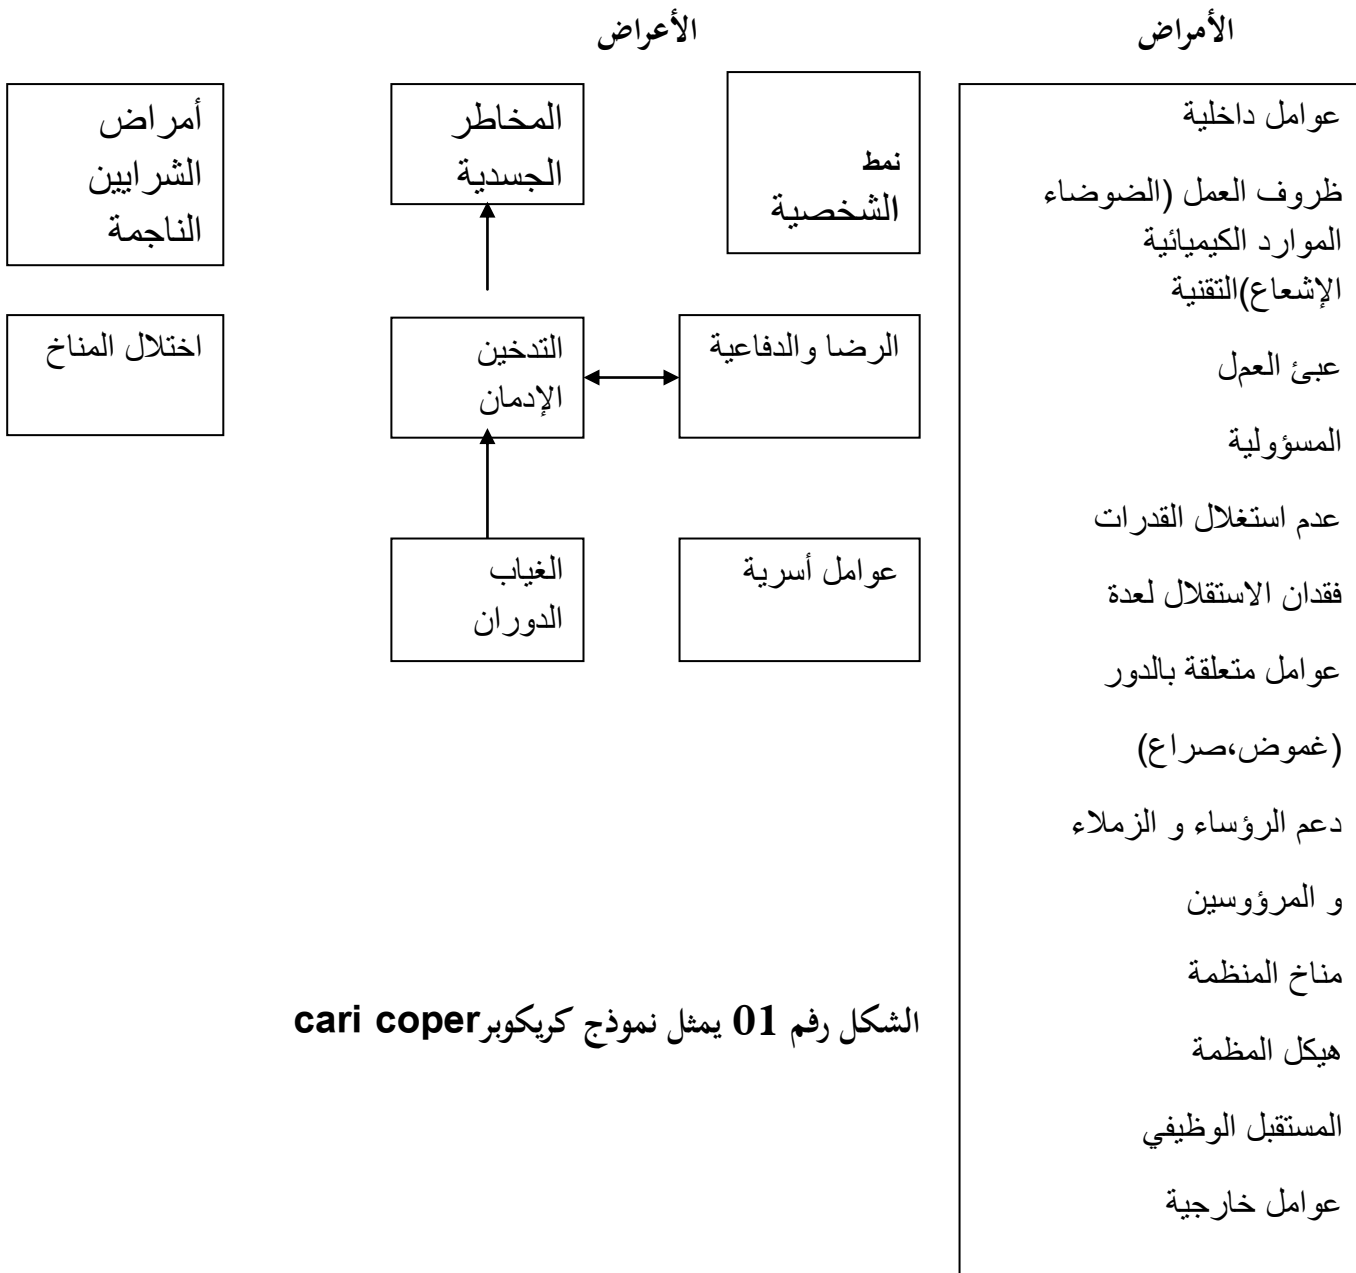 الأمراض
الأعراض
عوامل داخلية
ظروف العمل (الضوضاء
الموارد الكيميائية
الإشعاع)التقنية
عبئ العمل
المسؤولية
عدم استغلال القدرات
فقدان الاستقلال لعدة
عوامل متعلقة بالدور
(غموض،صراع)
دعم الرؤساء و الزملاء
و المرؤوسين
مناخ المنظمة
هيكل المظمة
المستقبل الوظيفي
عوامل خارجية
نمط
الشخصية
المخاطر
الجسدية
أمراض
الشرايين
الناجمة
الرضا والدفاعية
التدخين
الإدمان
اختلال المناخ
عوامل أسرية
الغياب
الدوران
الشكل رقم 01 يمثل نموذج كريكوبرcari coper